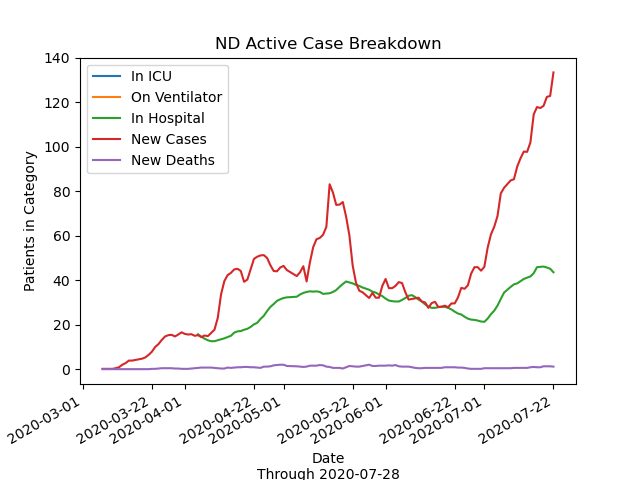 ND Active Case Breakdown
In ICU
On Ventilator
In Hospital
New Cases
New Deaths
Patients in Category
140
120
100
80
60
40
20
0
2020-03-01
2020-03-22
2020-04-01
2020-04-22
2020-05-01
2020-05-22
2020-06-01
2020-06-22
2020-07-01
2020-07-22
Date
Through 2020-07-28